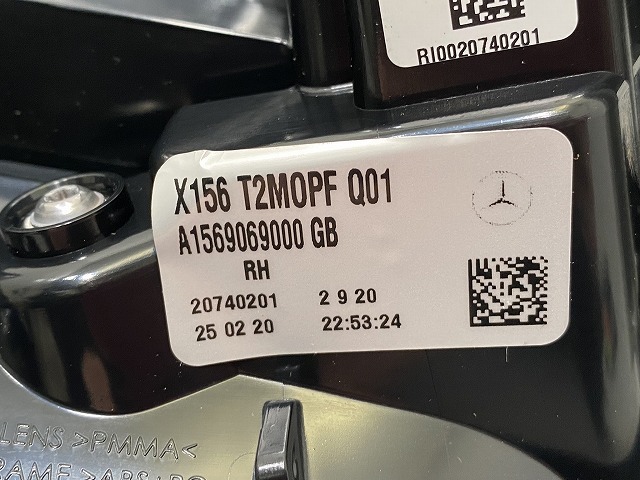 RI0020740201
X156 T2MOPF Q01
A1569069000 GB
RH
20740201 2 9 20
25 02 20 22:53:24
LENS >PMMA<